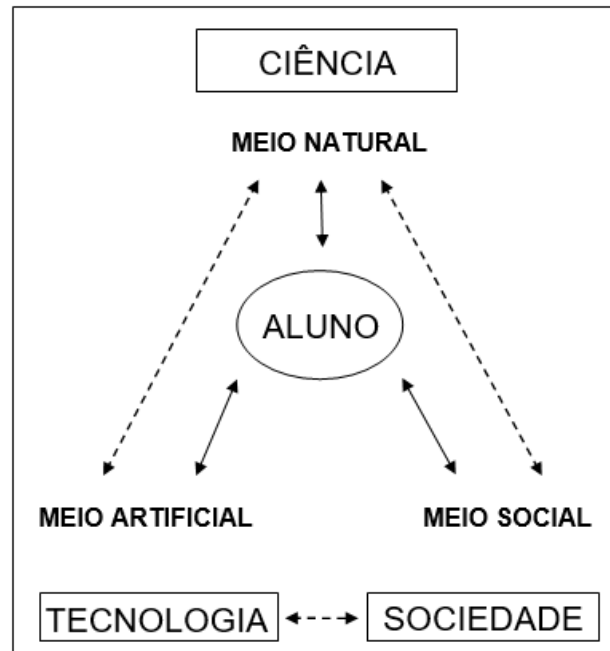 CIÊNCIA
MEIO NATURAL
ALUNO
MEIO ARTIFICIAL
MEIO SOCIAL
TECNOLOGIA
SOCIEDADE